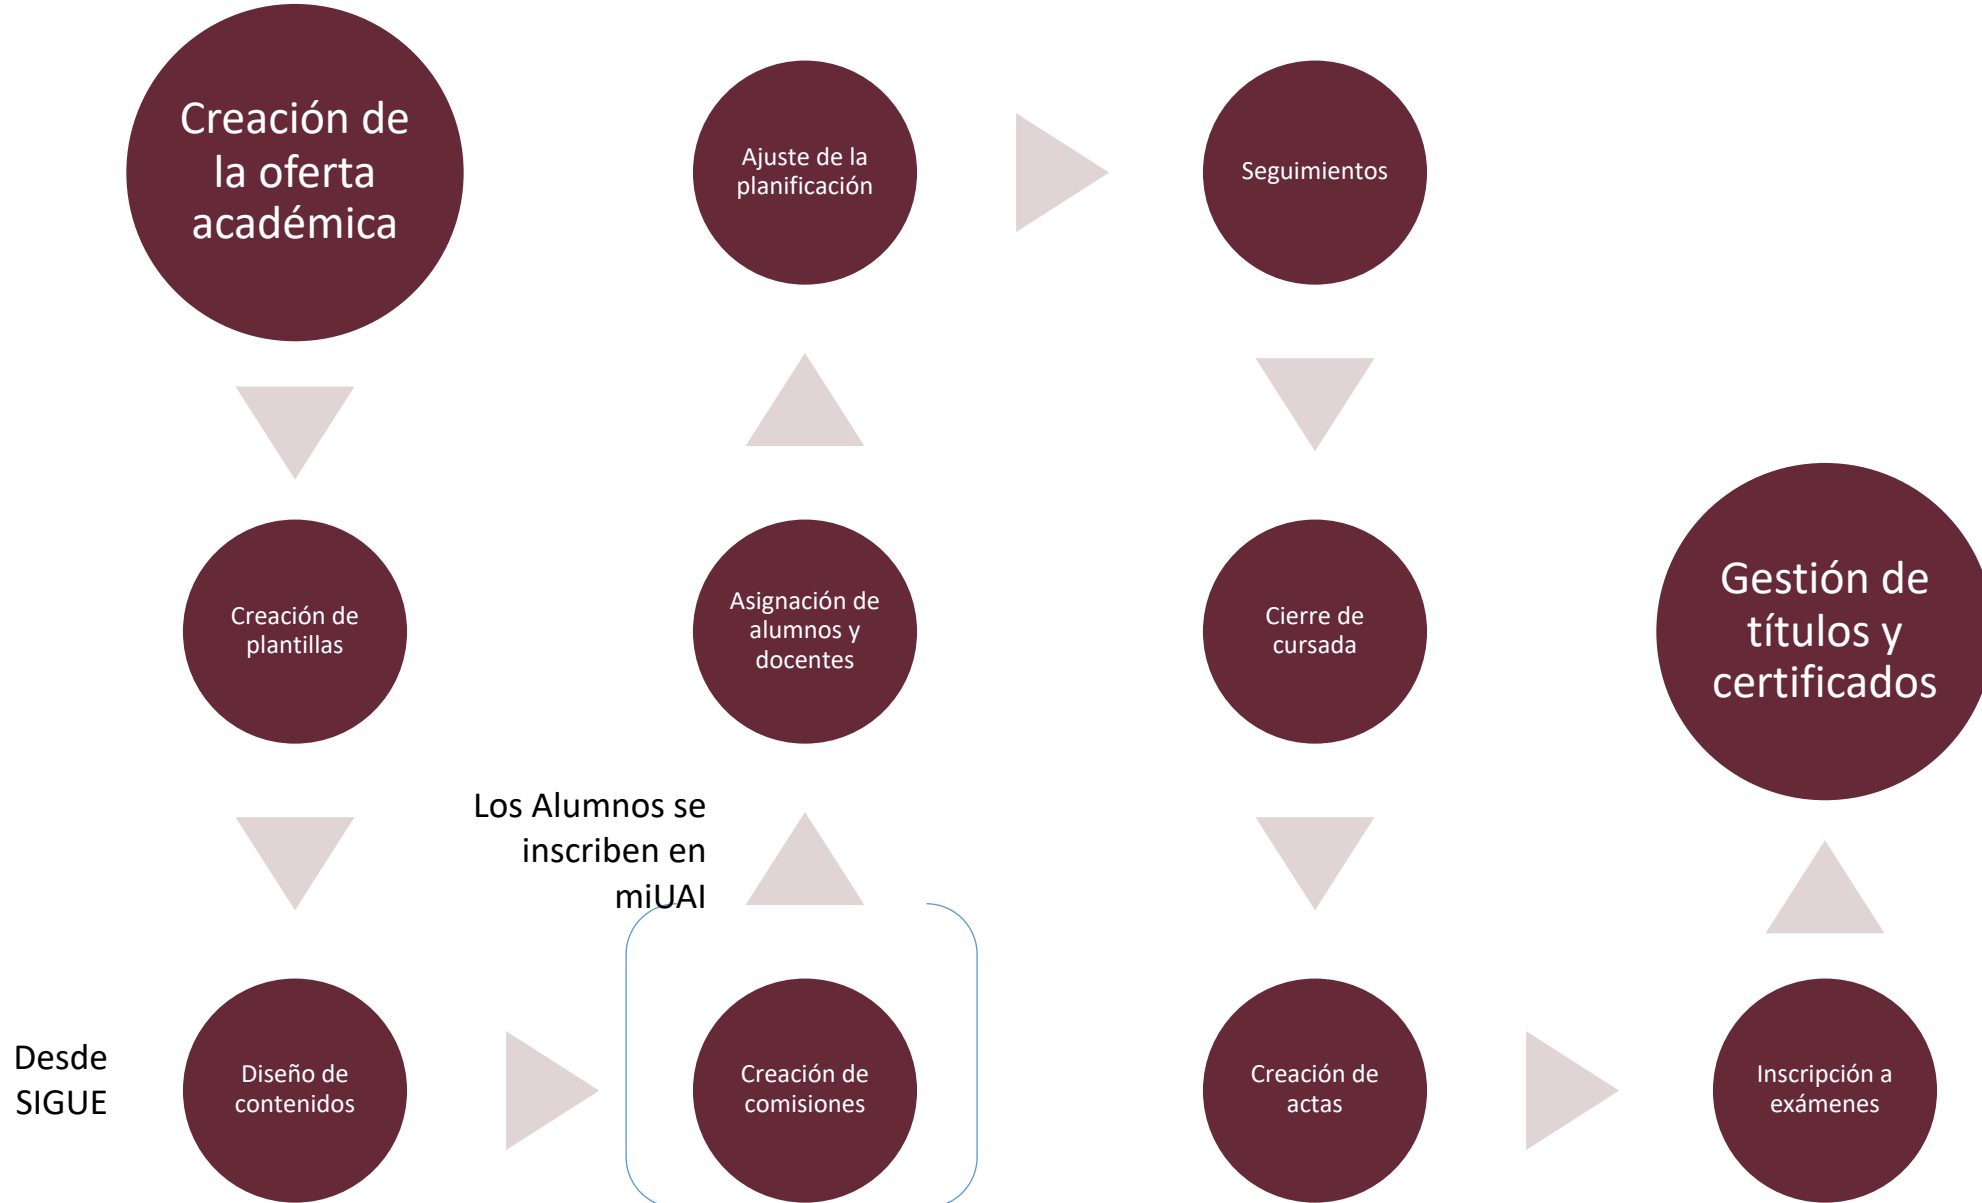 Creación de
la oferta
académica
Creación de
plantillas
Desde
SIGUE
Diseño de
contenidos
Creación de
comisiones
Los Alumnos se
inscriben en
miUAI
Asignación de
alumnos y
docentes
Ajuste de la
planificación
Seguimientos
Cierre de
cursada
Creación de
actas
Inscripción a
exámenes
Gestión de
títulos y
certificados